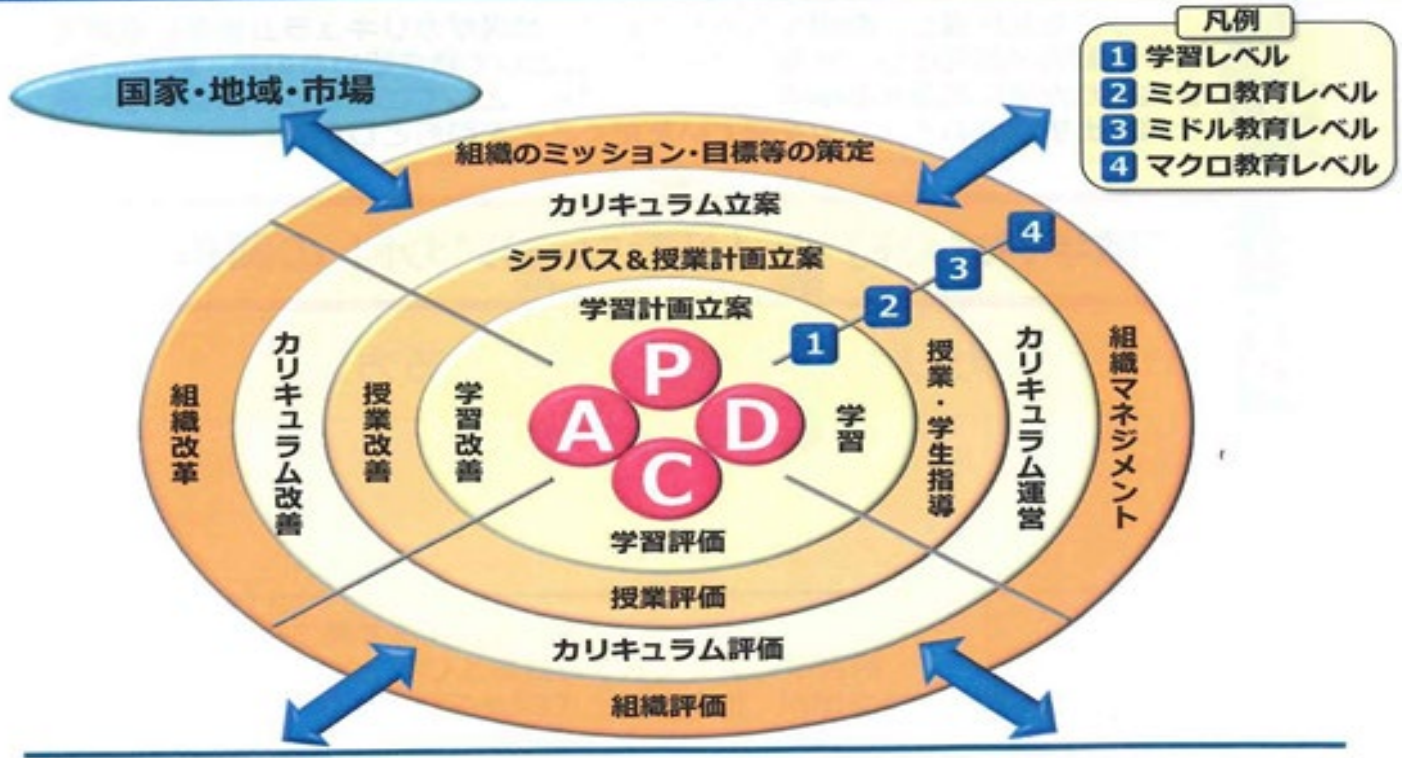 凡例
1 学習レベル
2 ミクロ教育レベル
3 ミドル教育レベル
4 マクロ教育レベル
国家・地域・市場
組織のミッション・目標等の策定
カリキュラム立案
シラバス&授業計画立案
学習計画立案
1
2
3
4
P
A
D
C
組織改革
カリキュラム改善
授業改善
学習改善
学習
授業・学生指導
カリキュラム運営
組織マネジメント
学習評価
授業評価
カリキュラム評価
組織評価